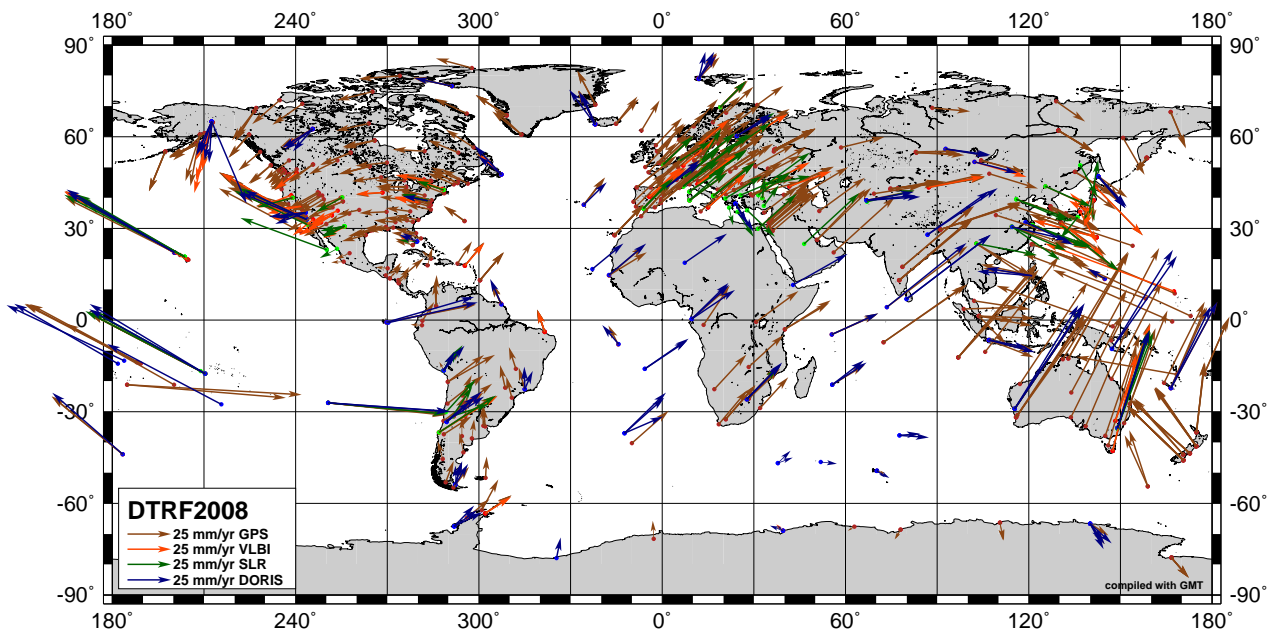 180° 240° 300° 0° 60° 120° 180°
90° 90°
60° 60°
30° 30°
0° 0°
-30° -30°
-60° -60°
DTRF2008
25 mm/yr GPS
25 mm/yr VLBI
25 mm/yr SLR
25 mm/yr DORIS
compiled with GMT
-90° -90°
180° 240° 300° 0° 60° 120° 180°